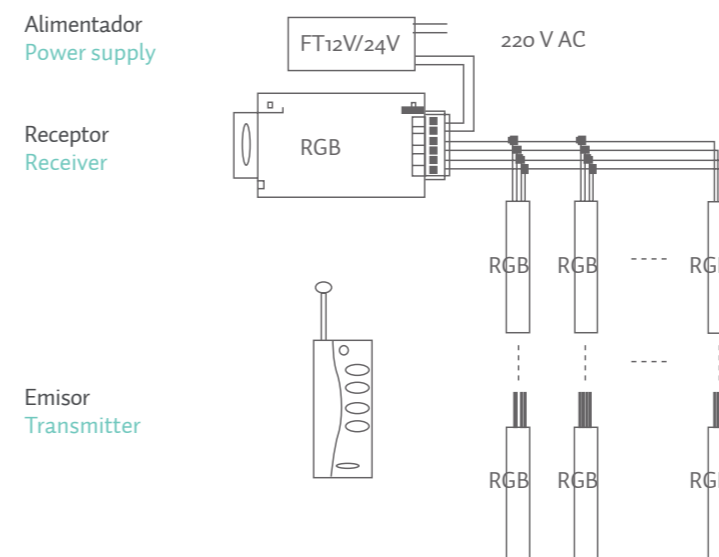 Alimentador
Power supply
FT12V/24V
220 V AC
Receptor
Receiver
RGB
RGB
RGB
Emisor
Transmitter
RGB
RGB